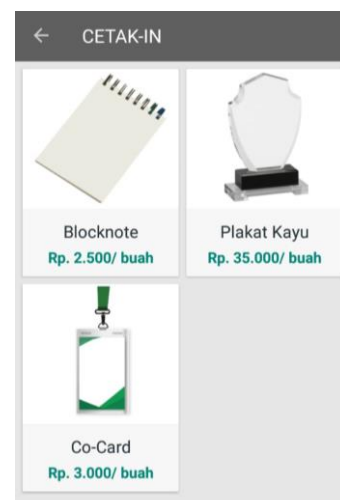 CETAK-IN
Blocknote
Rp. 2.500/ buah
Plakat Kayu
Rp. 35.000/ buah
Co-Card
Rp. 3.000/ buah